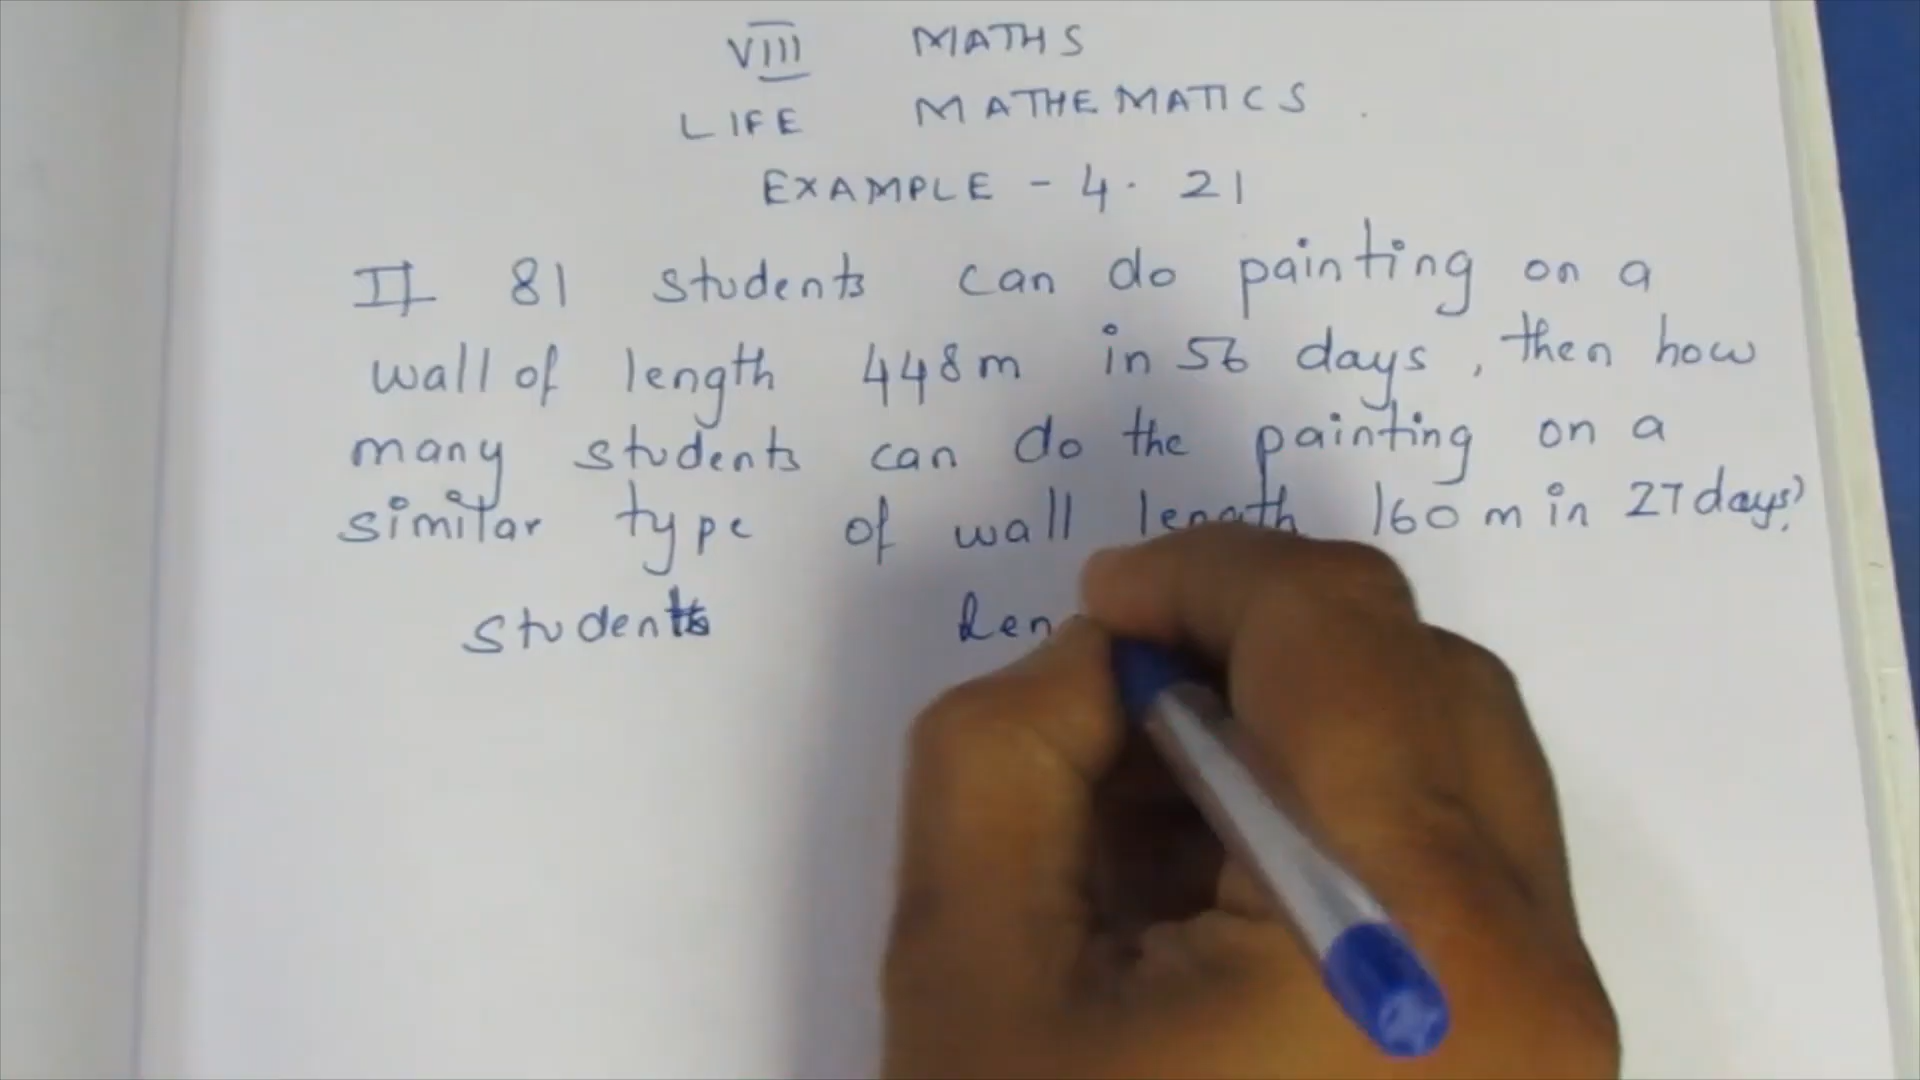 VIII MATHS
LIFE MATHEMATICS
EXAMPLE - 4. 21
If 81 students can do painting on a
wall of length 448m in 56 days, then how
many students can do the painting on a
similar type of wall length 160 m in 27 days?
Students Len